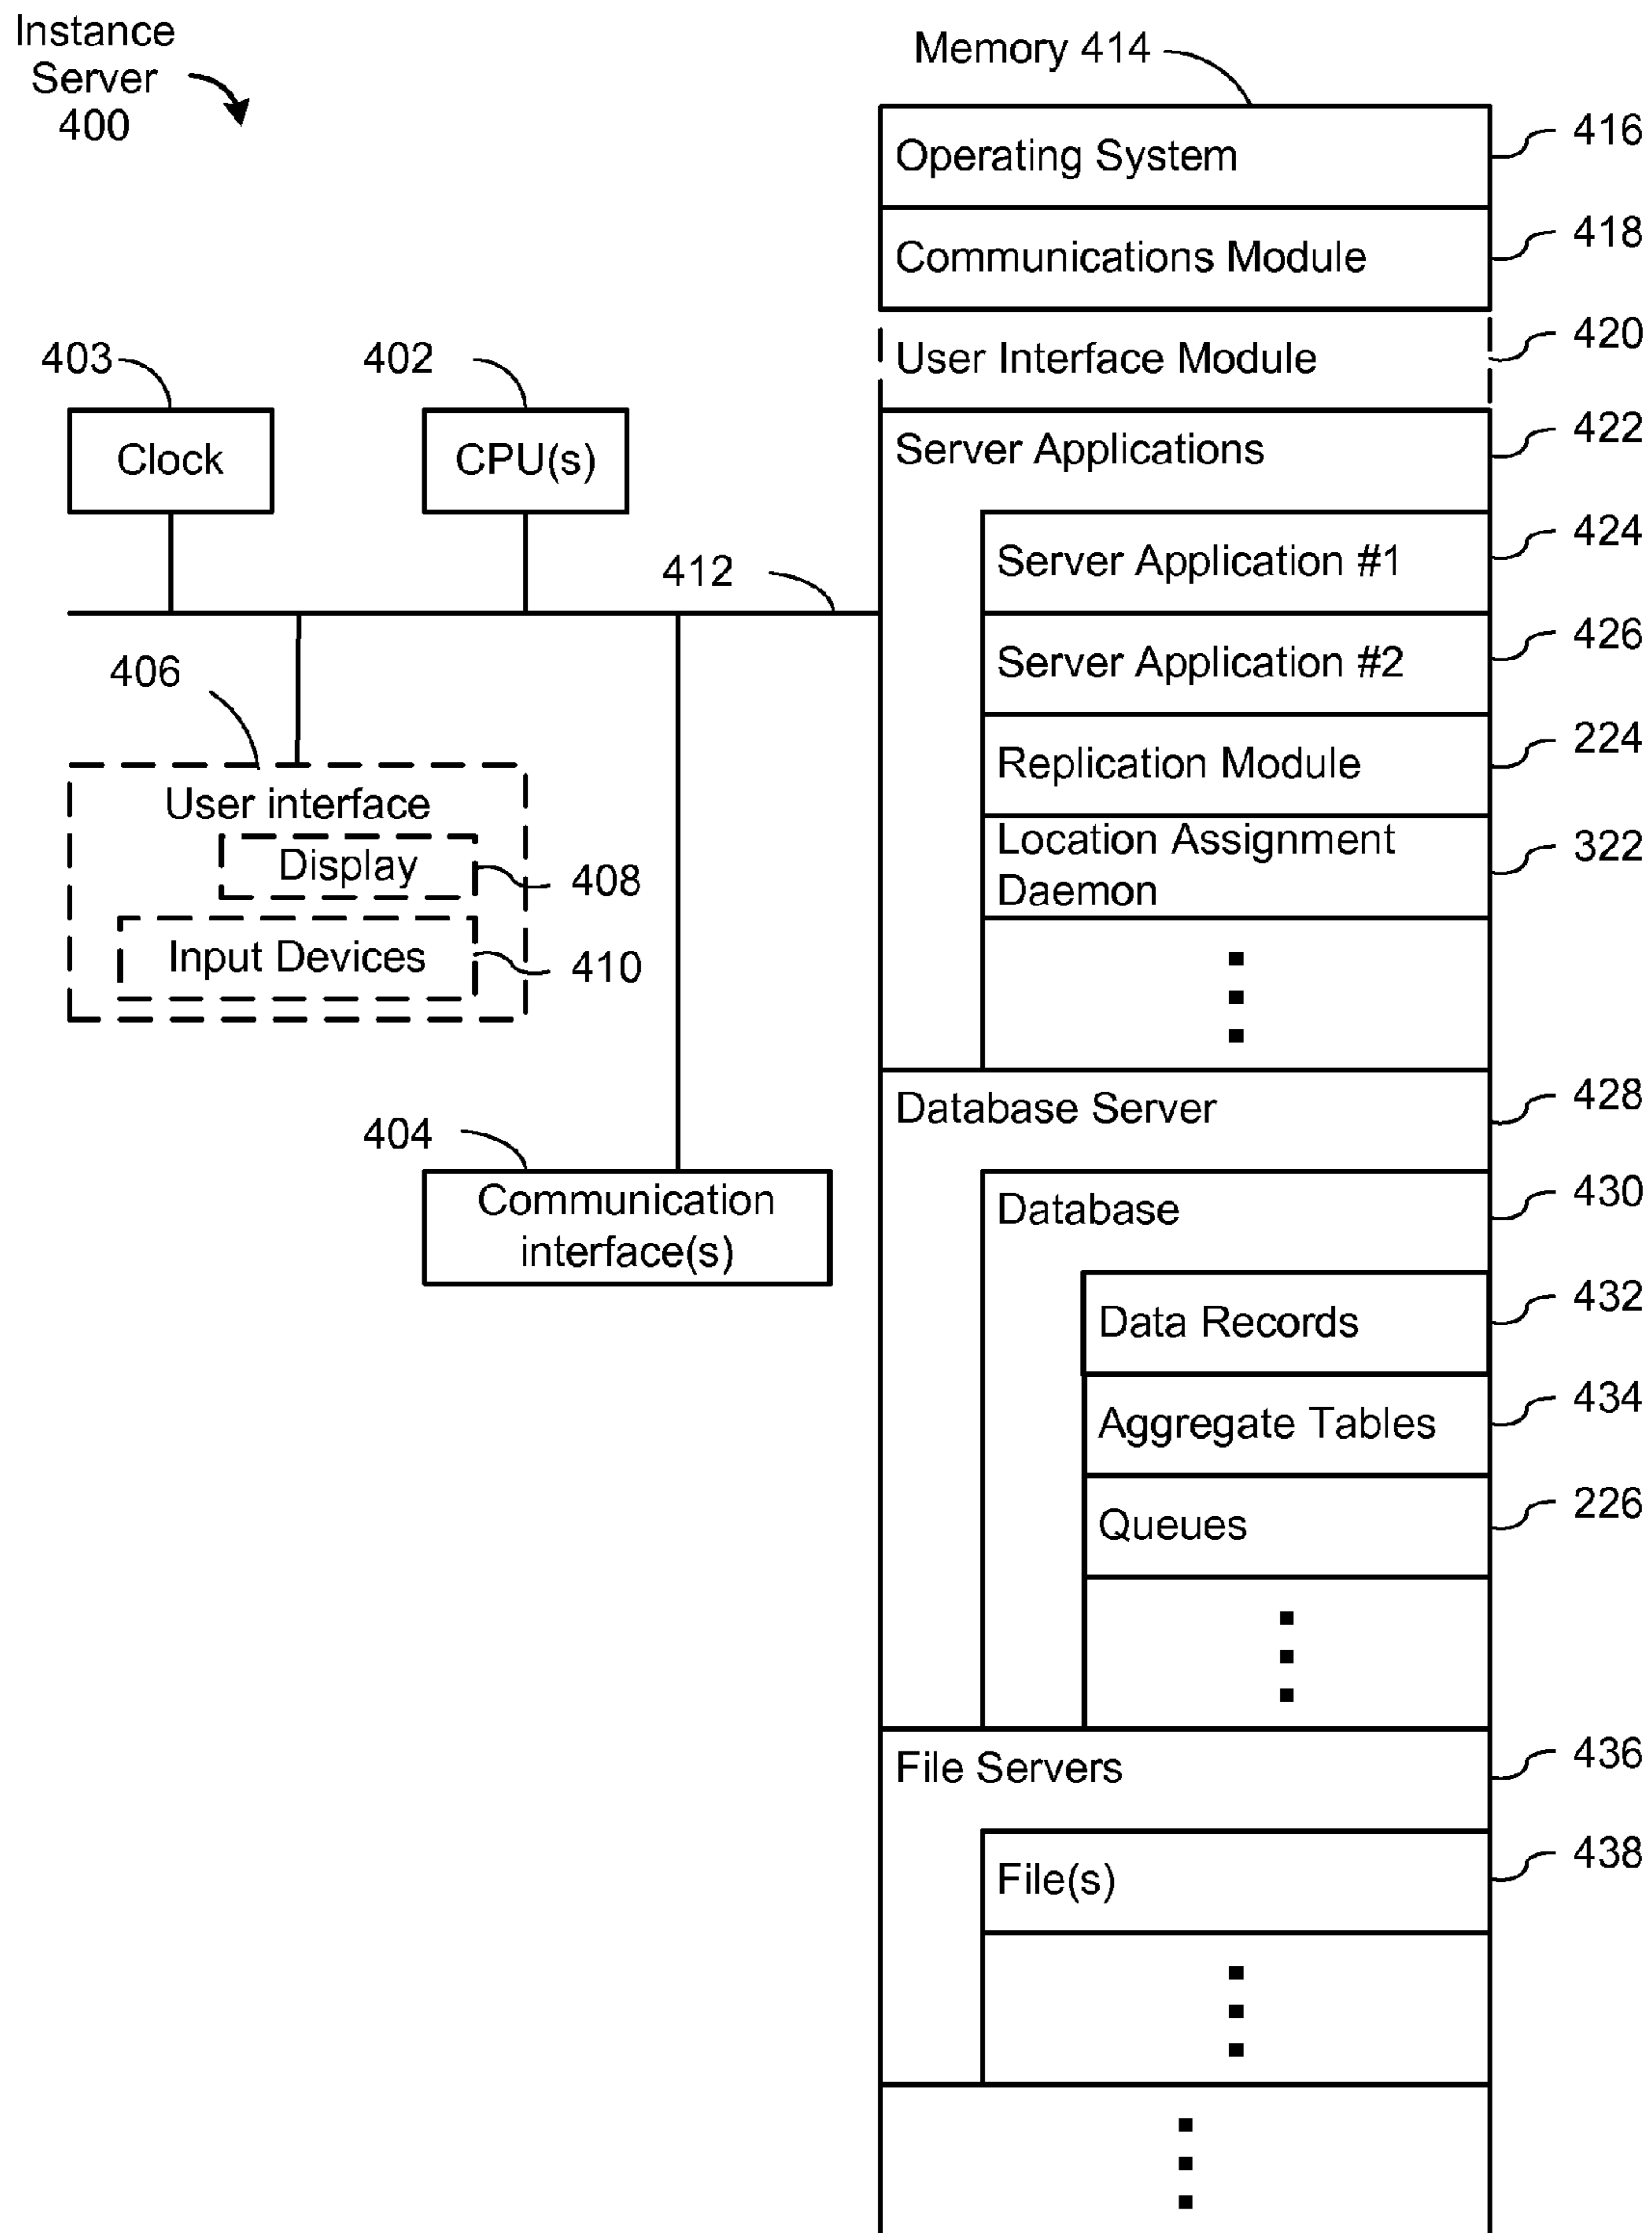 Instance
Server
400
Memory 414
Operating System
416
Communications Module
418
User Interface Module
420
403
402
Clock
CPU(s)
Server Applications
422
Server Application #1
424
412
Server Application #2
426
406
Replication Module
224
User interface
Display
408
Input Devices
410
Location Assignment
Daemon
322
Database Server
428
404
Communication
interface(s)
Database
430
Data Records
432
Aggregate Tables
434
Queues
226
File Servers
436
File(s)
438